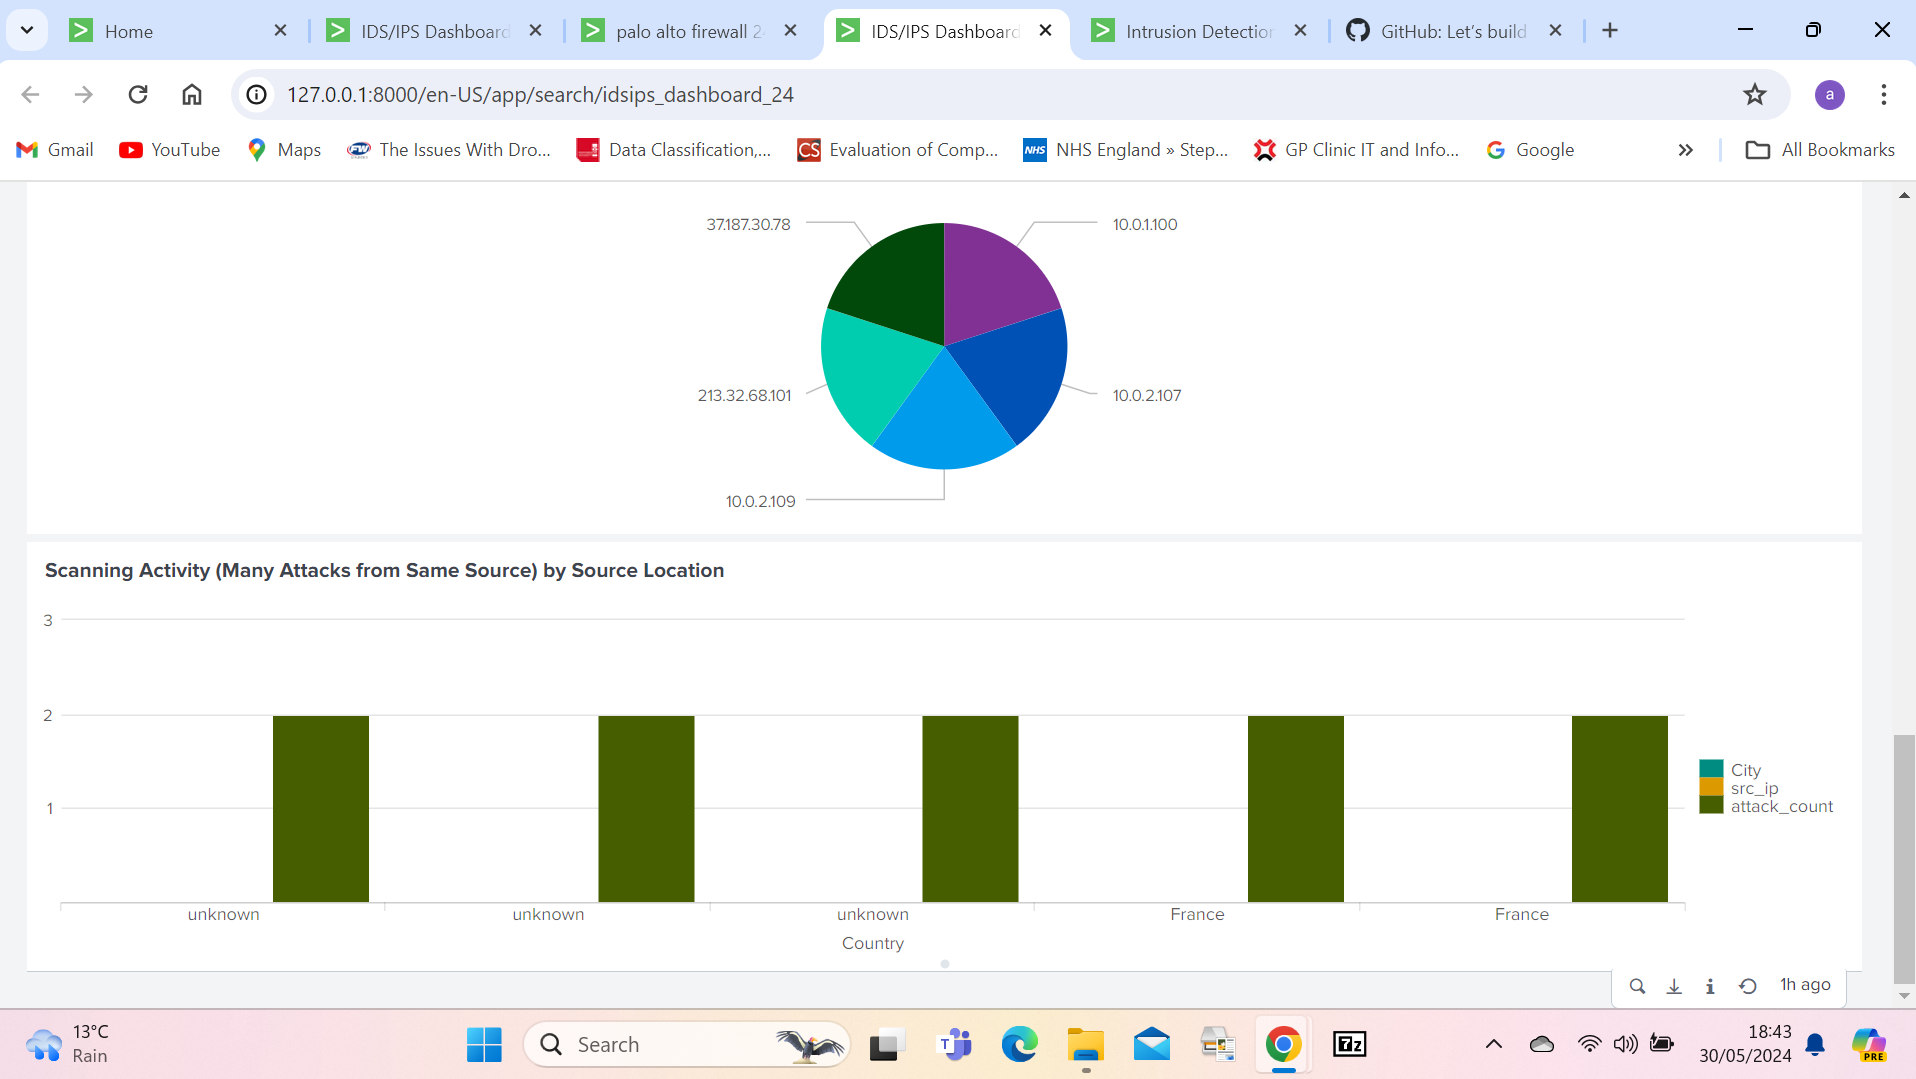 Home
IDS/IPS Dashboard
palo alto firewall 2
IDS/IPS Dashboard
Intrusion Detection
GitHub: Let's build
127.0.0.1:8000/en-US/app/search/idsips_dashboard_24
a
Gmail
YouTube
Maps
FW
The Issues With Dro...
Data Classification,...
CS
Evaluation of Comp...
NHS
NHS England » Step...
GP Clinic IT and Info...
Google
All Bookmarks
37.187.30.78
10.0.1.100
213.32.68.101
10.0.2.107
10.0.2.109
Scanning Activity (Many Attacks from Same Source) by Source Location
3
2
1
City
src_ip
attack_count
unknown
unknown
unknown
France
France
Country
1h ago
13°C
Rain
Search
T
7z
18:43
30/05/2024
PRE